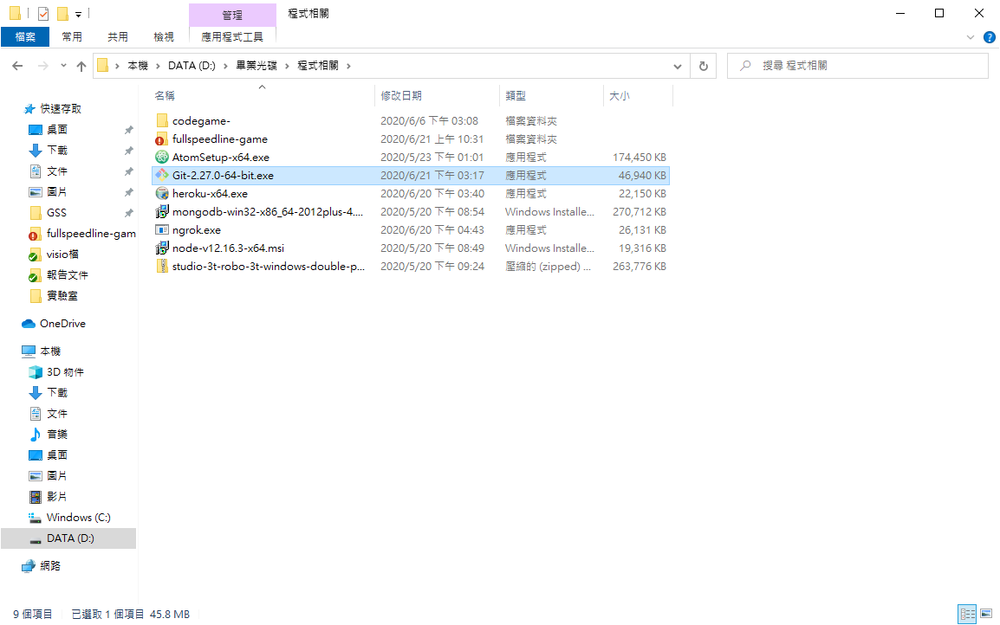 管理 程式相關
檔案 常用 共用 檢視 應用程式工具
本機 DATA (D:) 畢業光碟 程式相關 搜尋 程式相關
名稱 修改日期 類型 大小
codegame- 2020/6/6 下午 03:08 檔案資料夾
fullspeedline-game 2020/6/21 上午 10:31 檔案資料夾
AtomSetup-x64.exe 2020/5/23 下午 01:01 應用程式 174,450 KB
Git-2.27.0-64-bit.exe 2020/6/21 下午 03:17 應用程式 46,940 KB
heroku-x64.exe 2020/6/20 下午 03:40 應用程式 22,150 KB
mongodb-win32-x86_64-2012plus-4.... 2020/5/20 下午 08:54 Windows Installe... 270,712 KB
ngrok.exe 2020/6/20 下午 04:43 應用程式 26,131 KB
node-v12.16.3-x64.msi 2020/5/20 下午 08:49 Windows Installe... 19,316 KB
studio-3t-robo-3t-windows-double-p... 2020/5/20 下午 09:24 壓縮的 (zipped) ... 263,776 KB
快速存取
桌面
下載
文件
圖片
GSS
fullspeedline-gam
visio檔
報告文件
實驗室
OneDrive
本機
3D 物件
下載
文件
音樂
桌面
圖片
影片
Windows (C:)
DATA (D:)
網路
9 個項目 已選取 1 個項目 45.8 MB